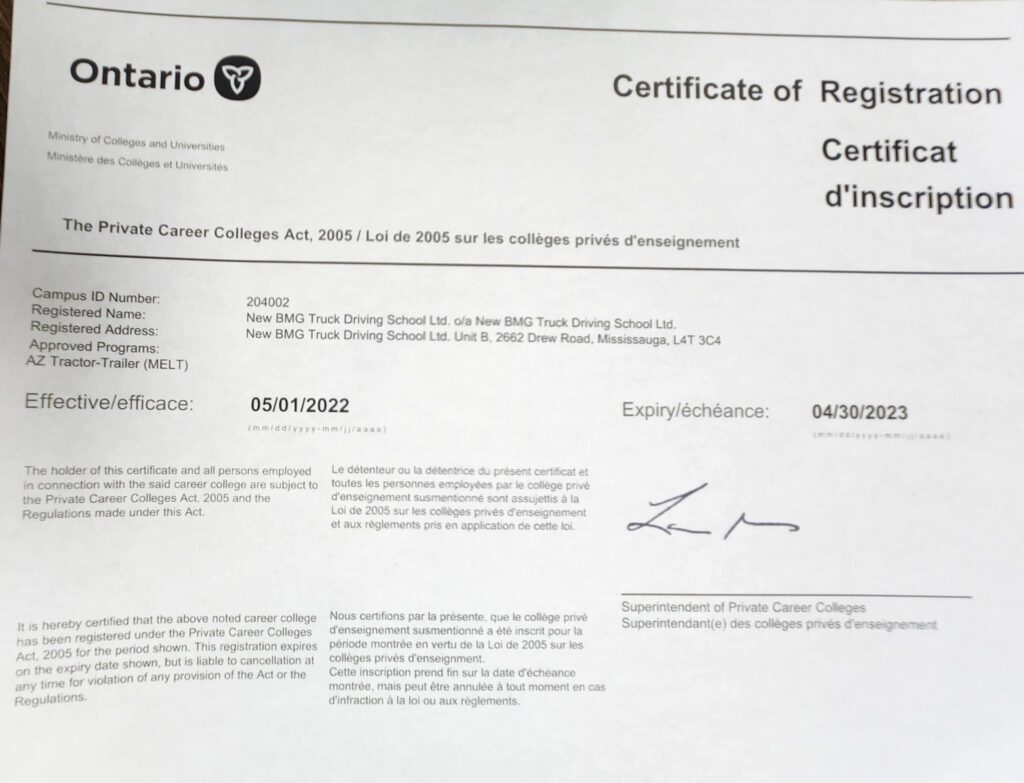 Ontario
Certificate of Registration
Certificat
d'inscription
Ministry of Colleges and Universities
Ministère des Collèges et Universités
The Private Career Colleges Act, 2005 / Loi de 2005 sur les collèges privés d'enseignement
Campus ID Number: 204002
Registered Name: New BMG Truck Driving School Ltd. o/a New BMG Truck Driving School Ltd.
Registered Address: New BMG Truck Driving School Ltd. Unit B, 2662 Drew Road, Mississauga, L4T 3C4
Approved Programs:
AZ Tractor-Trailer (MELT)
Effective/efficace: 05/01/2022
(mm/dd/yyyy-mm/jj/aaaa)
Expiry/échéance: 04/30/2023
(mm/dd/yyyy-mm/jj/aaaa)
The holder of this certificate and all persons employed
in connection with the said career college are subject to
the Private Career Colleges Act, 2005 and the
Regulations made under this Act.
Le détenteur ou la détentrice du présent certificat et
toutes les personnes employées par le collège privé
d'enseignement susmentionné sont assujettis à la
Loi de 2005 sur les collèges privés d'enseignement
et aux règlements pris en application de cette loi.
Superintendent of Private Career Colleges
Superintendant(e) des collèges privés d'enseignement
It is hereby certified that the above noted career college
has been registered under the Private Career Colleges
Act, 2005 for the period shown. This registration expires
on the expiry date shown, but is liable to cancellation at
any time for violation of any provision of the Act or the
Regulations.
Nous certifions par la présente, que le collège privé
d'enseignement susmentionné a été inscrit pour la
période montrée en vertu de la Loi de 2005 sur les
collèges privés d'enseignment.
Cette inscription prend fin sur la date d'échéance
montrée, mais peut être annulée à tout moment en cas
d'infraction à la loi ou aux règlements.